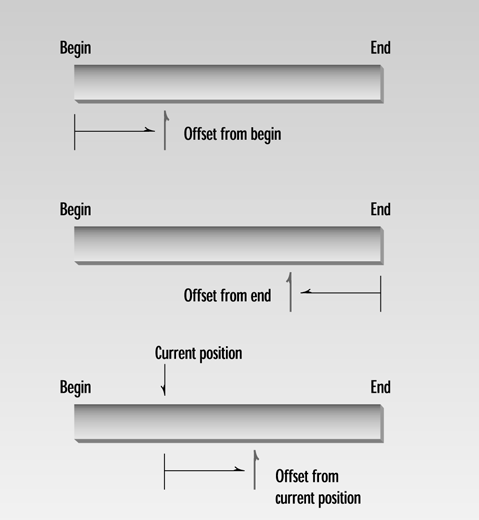 Begin End
Offset from begin
Begin End
Offset from end
Current position
Begin End
Offset from
current position